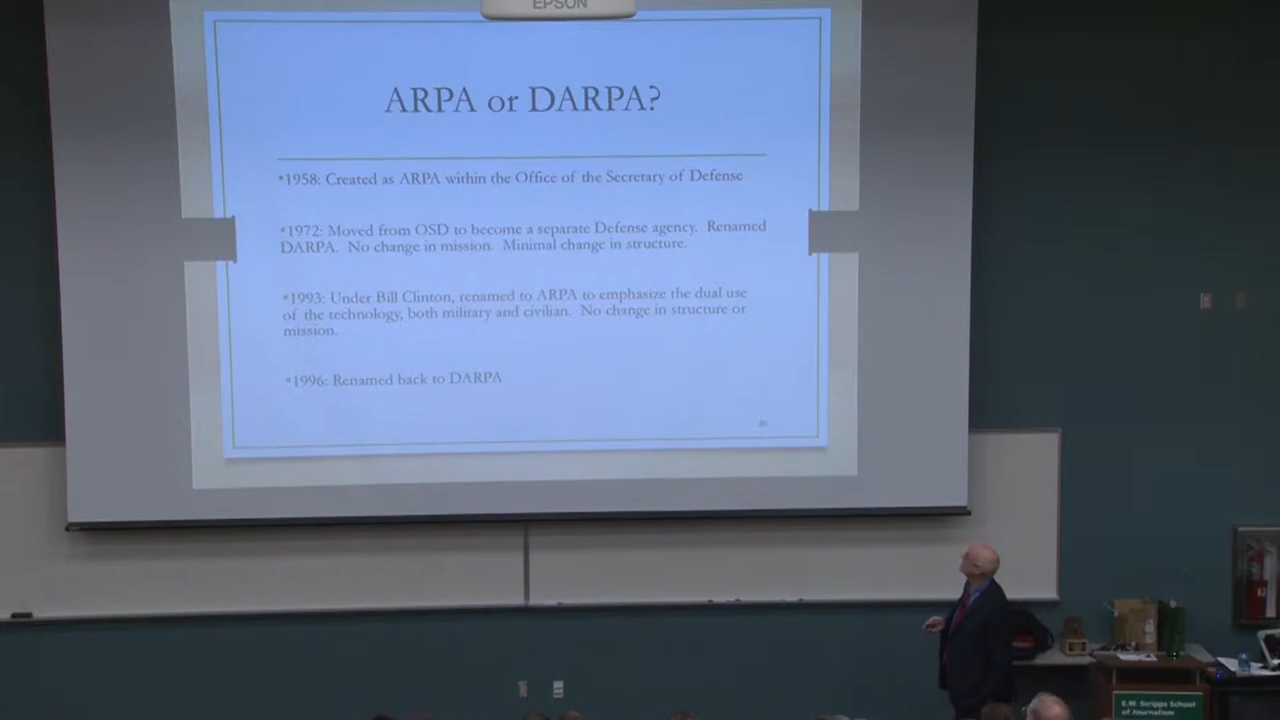 EPSON
ARPA or DARPA?
*1958: Created as ARPA within the Office of the Secretary of Defense
*1972: Moved from OSD to become a separate Defense agency. Renamed
DARPA. No change in mission. Minimal change in structure.
*1993: Under Bill Clinton, renamed to ARPA to emphasize the dual use
of the technology, both military and civilian. No change in structure or
mission.
*1996: Renamed back to DARPA
E.W. Scripps School
of Journalism